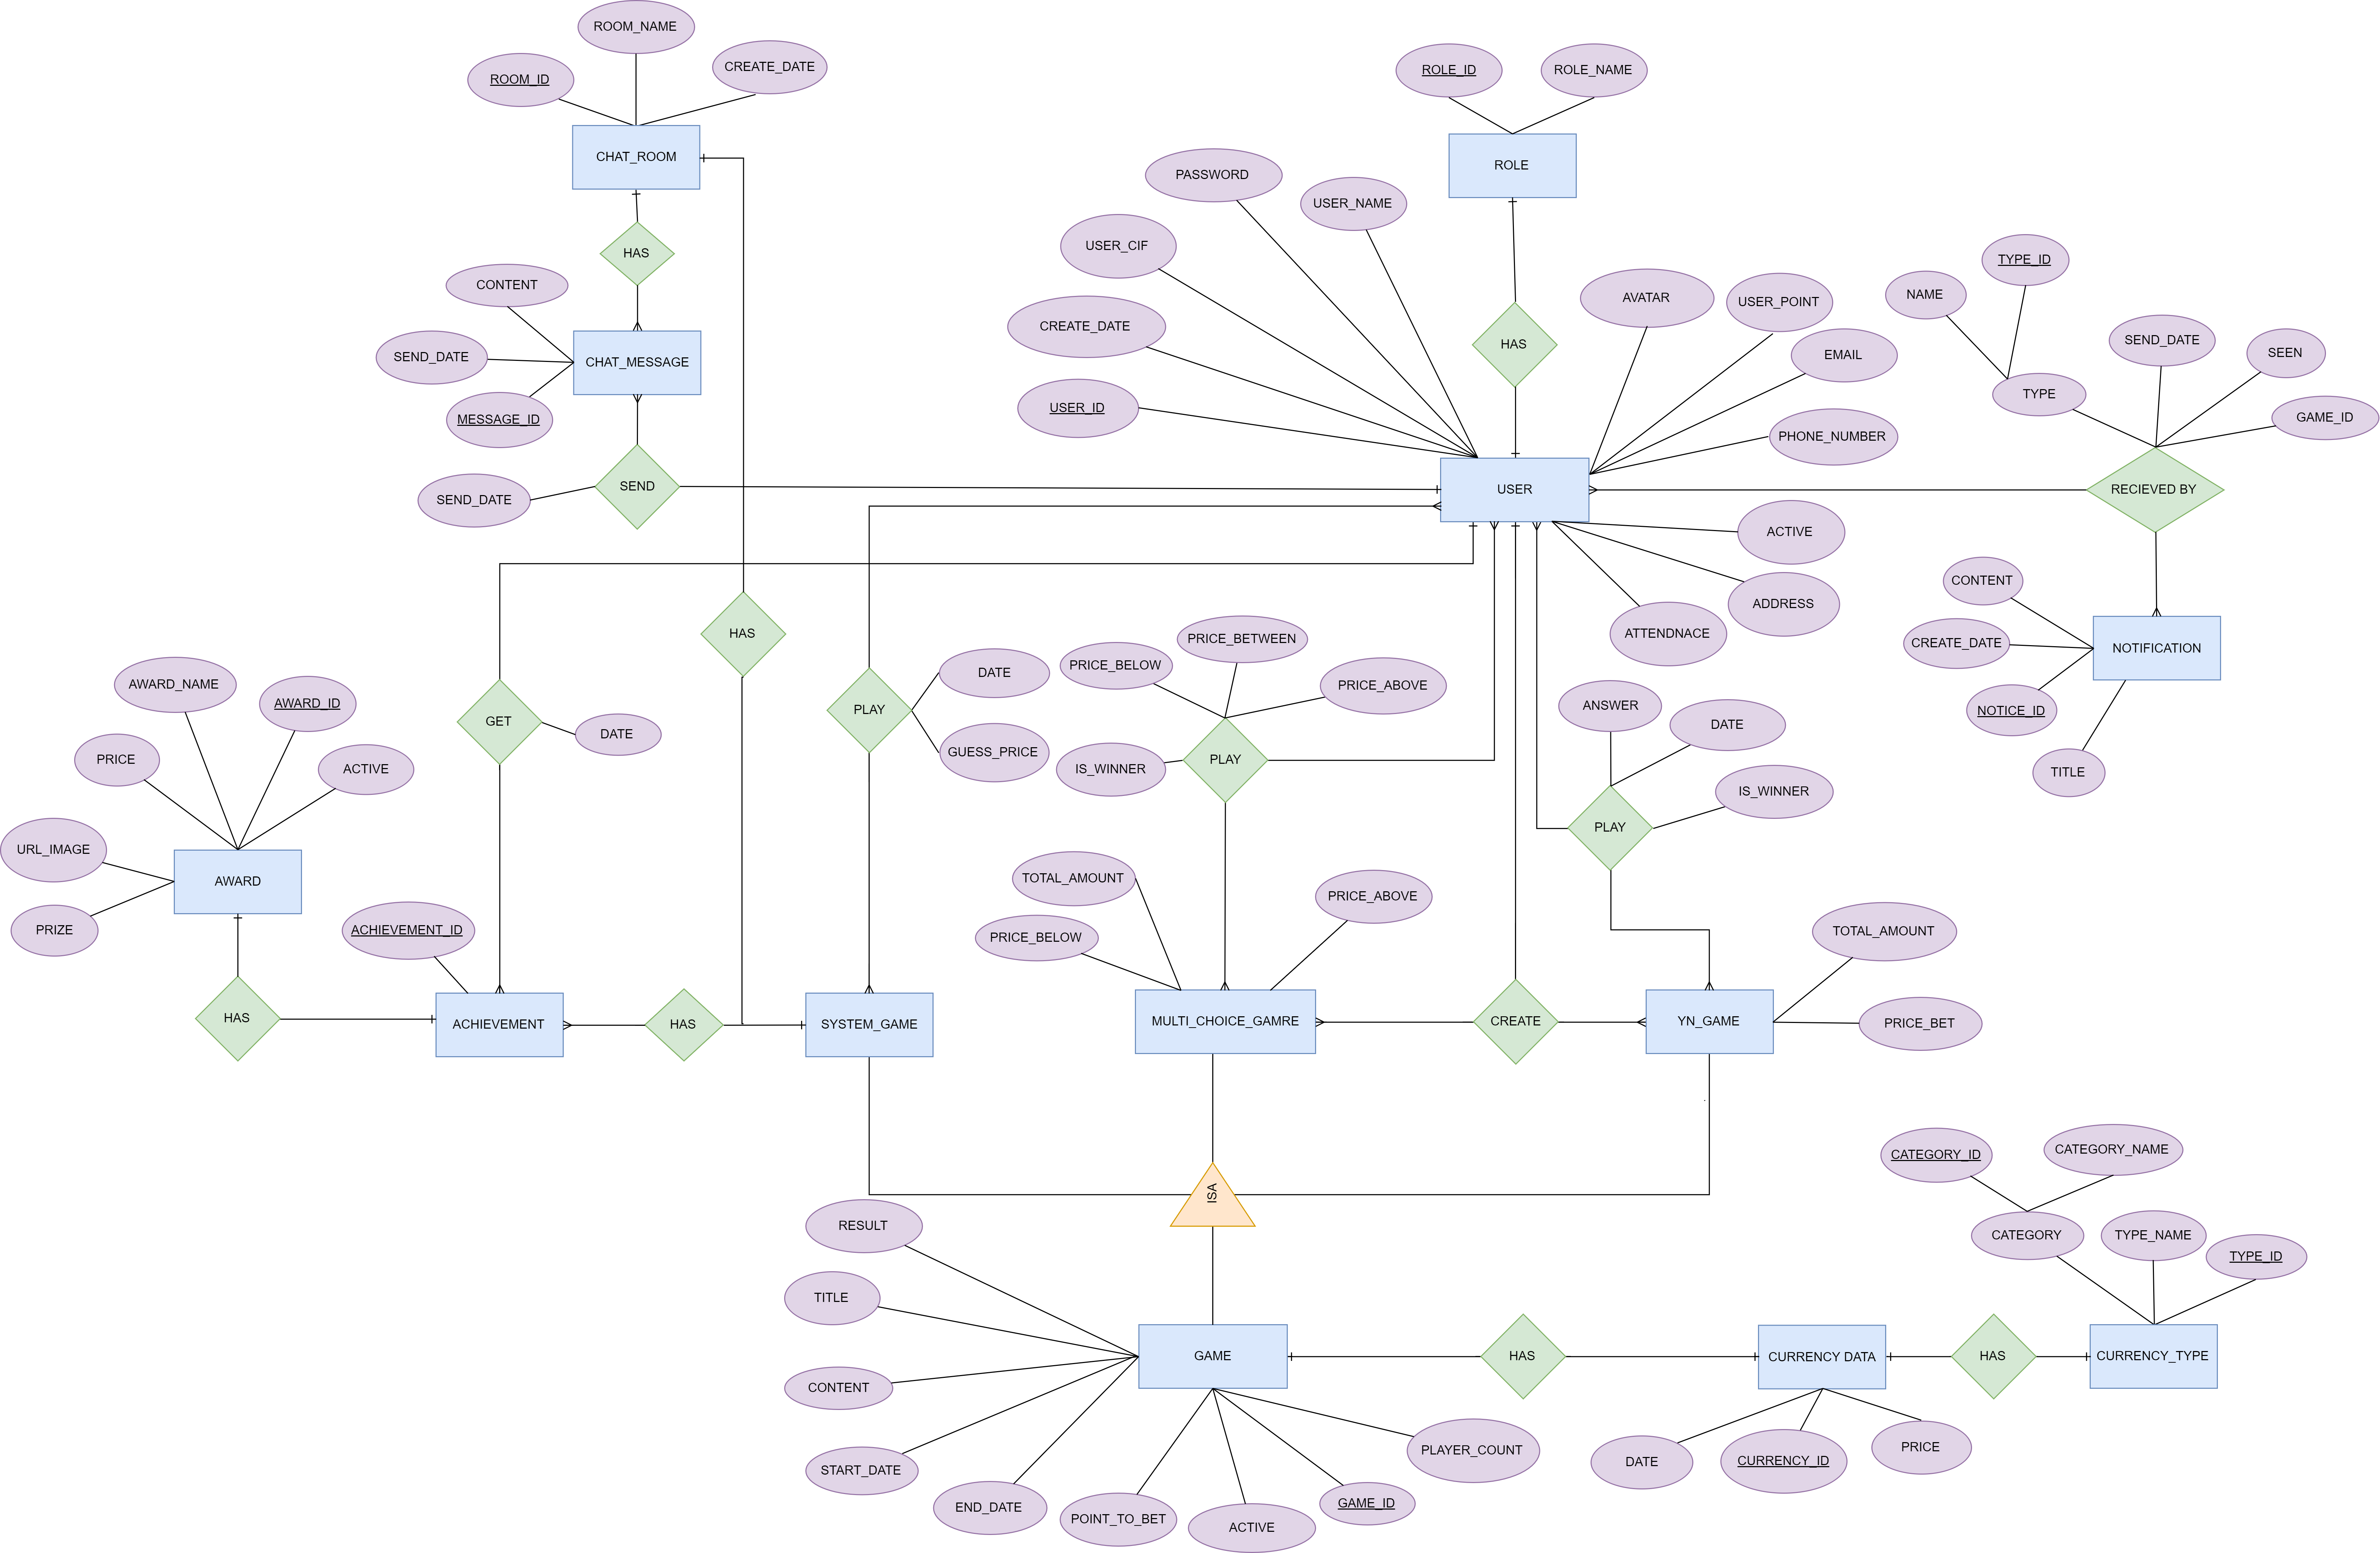 ROOM_NAME
ROOM_ID
CREATE_DATE
CHAT_ROOM
HAS
CONTENT
SEND_DATE
CHAT_MESSAGE
MESSAGE_ID
SEND
SEND_DATE
ROLE_ID
ROLE_NAME
ROLE
PASSWORD
USER_NAME
USER_CIF
CREATE_DATE
USER_ID
HAS
AVATAR
USER_POINT
EMAIL
PHONE_NUMBER
USER
ACTIVE
ADDRESS
ATTENDNACE
TYPE_ID
NAME
TYPE
SEND_DATE
SEEN
GAME_ID
RECIEVED BY
CONTENT
CREATE_DATE
NOTIFICATION
NOTICE_ID
TITLE
HAS
AWARD_NAME
AWARD_ID
PRICE
ACTIVE
URL_IMAGE
AWARD
PRIZE
HAS
GET
DATE
ACHIEVEMENT_ID
ACHIEVEMENT
HAS
SYSTEM_GAME
PLAY
DATE
GUESS_PRICE
PRICE_BETWEEN
PRICE_BELOW
PRICE_ABOVE
IS_WINNER
PLAY
TOTAL_AMOUNT
PRICE_BELOW
PRICE_ABOVE
MULTI_CHOICE_GAMRE
CREATE
ANSWER
DATE
IS_WINNER
PLAY
TOTAL_AMOUNT
YN_GAME
PRICE_BET
ISA
RESULT
TITLE
CONTENT
START_DATE
END_DATE
POINT_TO_BET
ACTIVE
GAME_ID
PLAYER_COUNT
GAME
HAS
CURRENCY DATA
DATE
CURRENCY_ID
PRICE
HAS
CURRENCY_TYPE
CATEGORY_ID
CATEGORY_NAME
CATEGORY
TYPE_NAME
TYPE_ID